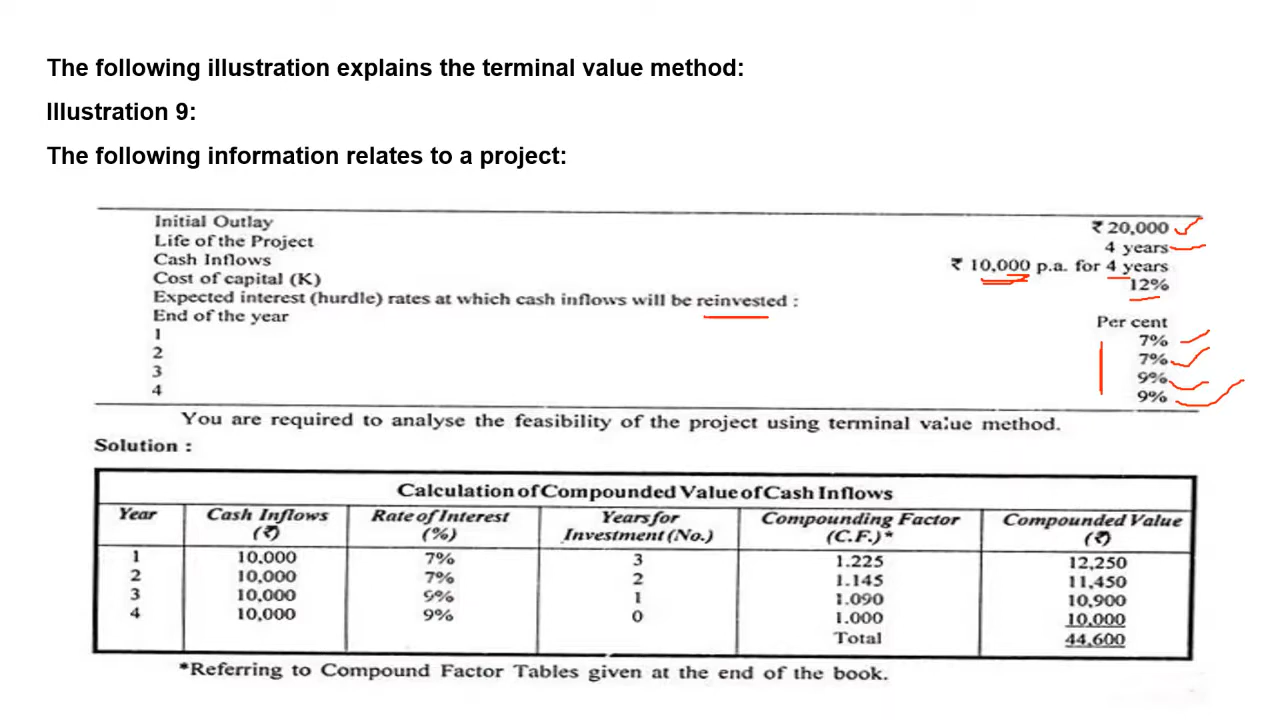 The following illustration explains the terminal value method:
Illustration 9:
The following information relates to a project:
Initial Outlay ₹ 20,000
Life of the Project 4 years
Cash Inflows ₹ 10,000 p.a. for 4 years
Cost of capital (K) 12%
Expected interest (hurdle) rates at which cash inflows will be reinvested :
End of the year Per cent
1 7%
2 7%
3 9%
4 9%
You are required to analyse the feasibility of the project using terminal value method.
Solution :
Calculation of Compounded Value of Cash Inflows
Year Cash Inflows (₹) Rate of Interest (%) Years for Investment (No.) Compounding Factor (C.F.)* Compounded Value (₹)
1 10,000 7% 3 1.225 12,250
2 10,000 7% 2 1.145 11,450
3 10,000 9% 1 1.090 10,900
4 10,000 9% 0 1.000 10,000
Total 44,600
*Referring to Compound Factor Tables given at the end of the book.